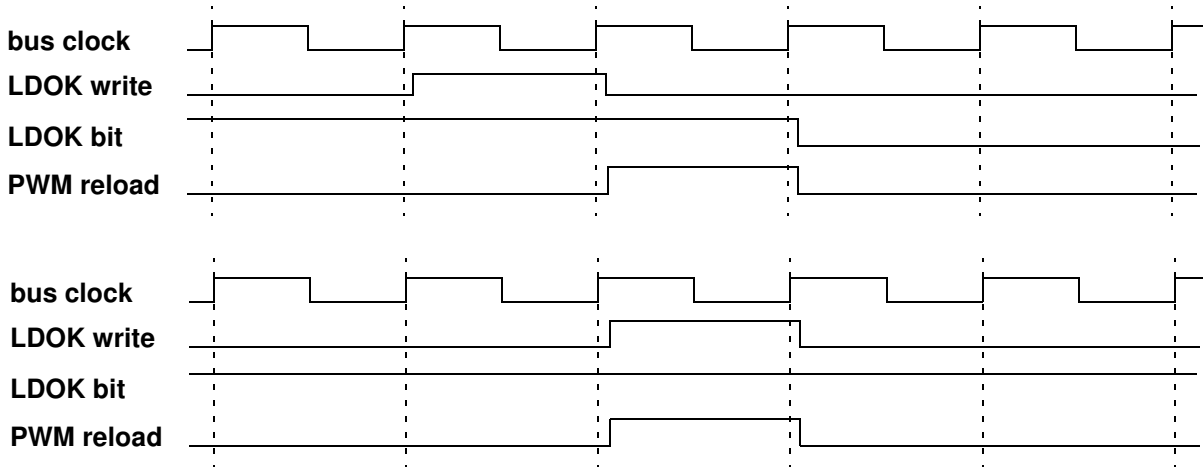 bus clock
LDOK write
LDOK bit
PWM reload
bus clock
LDOK write
LDOK bit
PWM reload